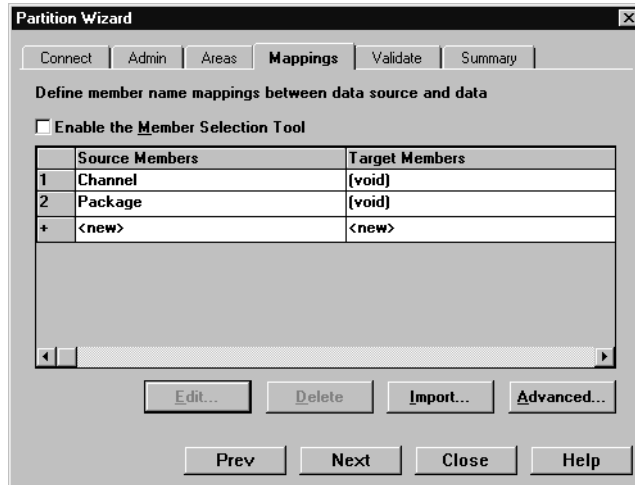 Partition Wizard
Connect Admin Areas Mappings Validate Summary
Define member name mappings between data source and data
Enable the Member Selection Tool
Source Members Target Members
1 Channel (void)
2 Package (void)
+ <new> <new>
Edit... Delete Import... Advanced...
Prev Next Close Help